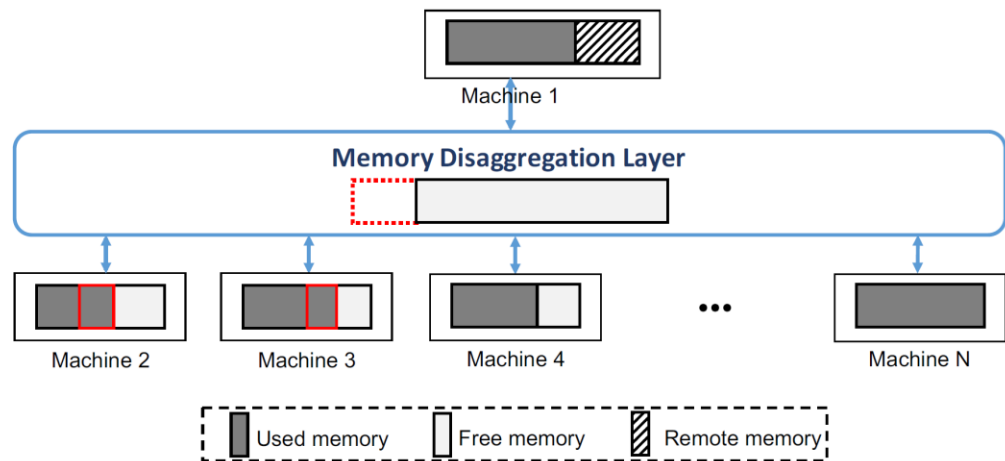 Machine 1
Memory Disaggregation Layer
Machine 2
Machine 3
Machine 4
•••
Machine N
Used memory
Free memory
Remote memory